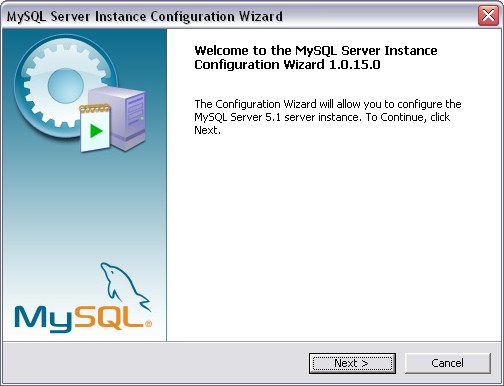 MySQL Server Instance Configuration Wizard
Welcome to the MySQL Server Instance
Configuration Wizard 1.0.15.0
The Configuration Wizard will allow you to configure the
MySQL Server 5.1 server instance. To Continue, click
Next.
MySQL®
Next >
Cancel